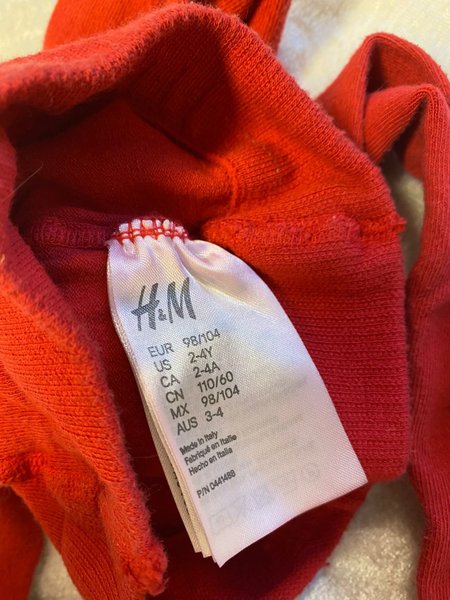 H&M
EUR 98/104
US 2-4Y
CA 2-4A
CN 110/60
MX 98/104
AUS 3-4
Made in Italy
Fabriqué en Italie
Hecho en Italia
P/N 0441488